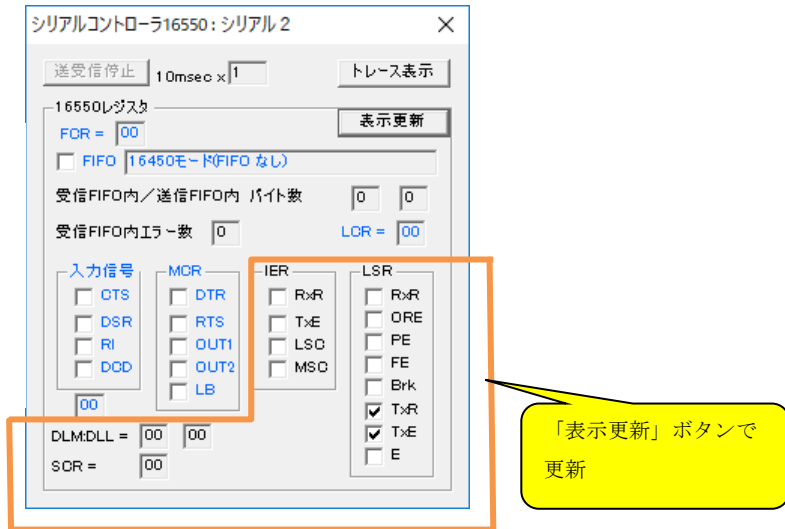 シリアルコントローラ16550:シリアル2
送受信停止 10msec x 1 トレース表示
16550レジスタ 表示更新
FCR = 00
FIFO 16450モード(FIFO なし)
受信FIFO内/送信FIFO内 バイト数 0 0
受信FIFO内エラー数 0 LCR = 00
入力信号 MCR IER LSR
CTS DTR RxR RxR
DSR RTS TxE ORE
RI OUT1 LSC PE
DCD OUT2 MSC FE
LB Brk
00 TxR
DLM:DLL = 00 00 TxE
SCR = 00 E
「表示更新」ボタンで
更新